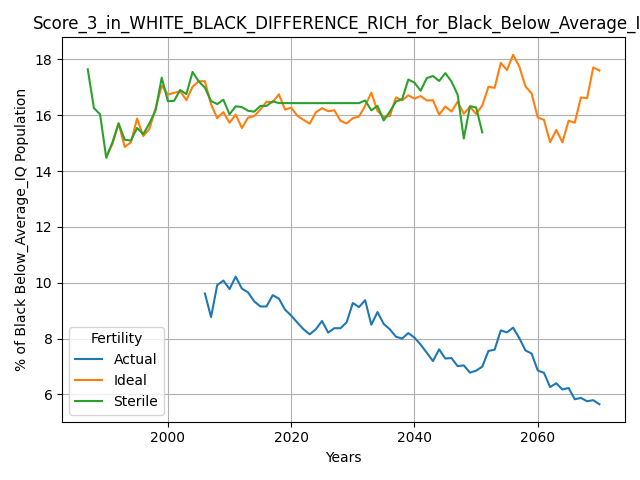 Score_3_in_WHITE_BLACK_DIFFERENCE_RICH_for_Black_Below_Average_I
% of Black Below_Average_IQ Population
18
16
14
12
10
8
6
Fertility
Actual
Ideal
Sterile
2000 2020 2040 2060
Years